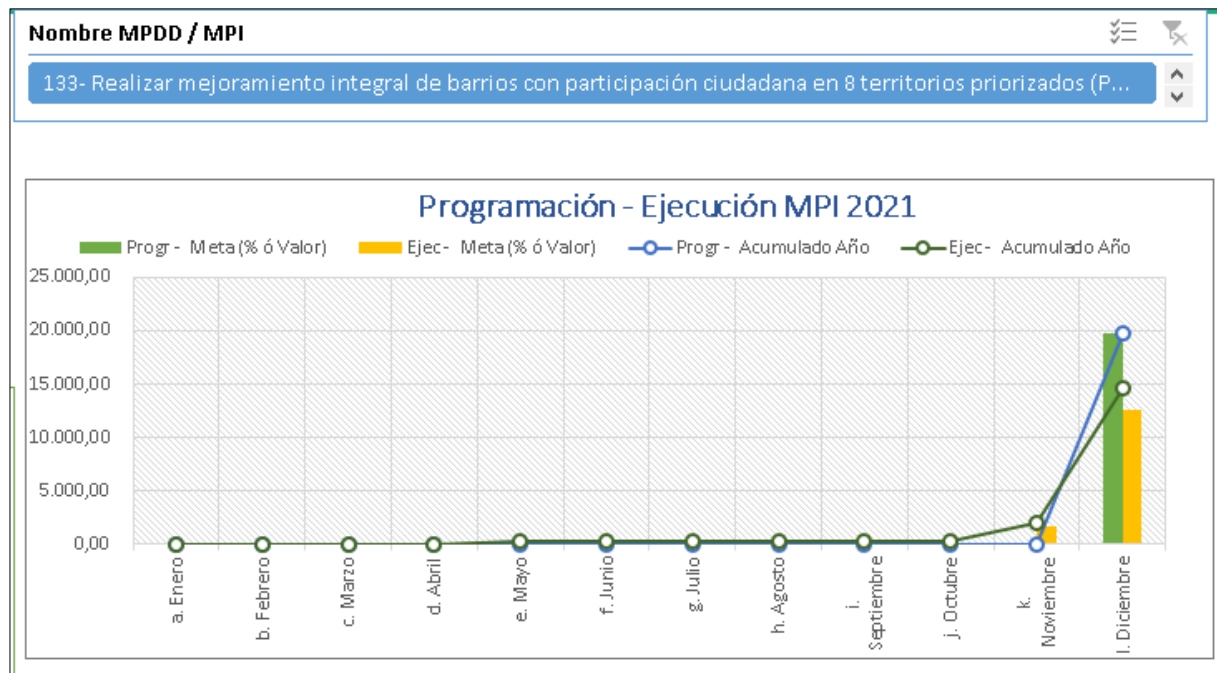 Nombre MPDD / MPI
133- Realizar mejoramiento integral de barrios con participación ciudadana en 8 territorios priorizados (P...
Programación - Ejecución MPI 2021
Progr - Meta (% ó Valor) Ejec - Meta (% ó Valor) Progr - Acumulado Año Ejec - Acumulado Año
25.000,00
20.000,00
15.000,00
10.000,00
5.000,00
0,00
a. Enero
b. Febrero
c. Marzo
d. Abril
e. Mayo
f. Junio
g. Julio
h. Agosto
i.
Septiembre
j. Octubre
k.
Noviembre
l. Diciembre